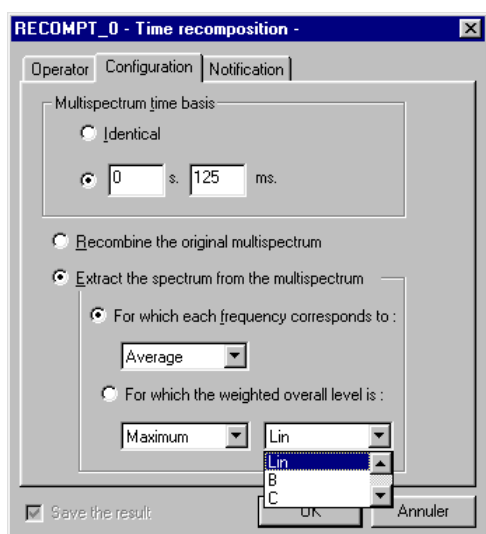 RECOMPT_0 - Time recomposition -
Operator Configuration Notification
Multispectrum time basis
Identical
0 s. 125 ms.
Recombine the original multispectrum
Extract the spectrum from the multispectrum
For which each frequency corresponds to :
Average
For which the weighted overall level is :
Maximum Lin
Lin
B
C
Save the result OK Annuler